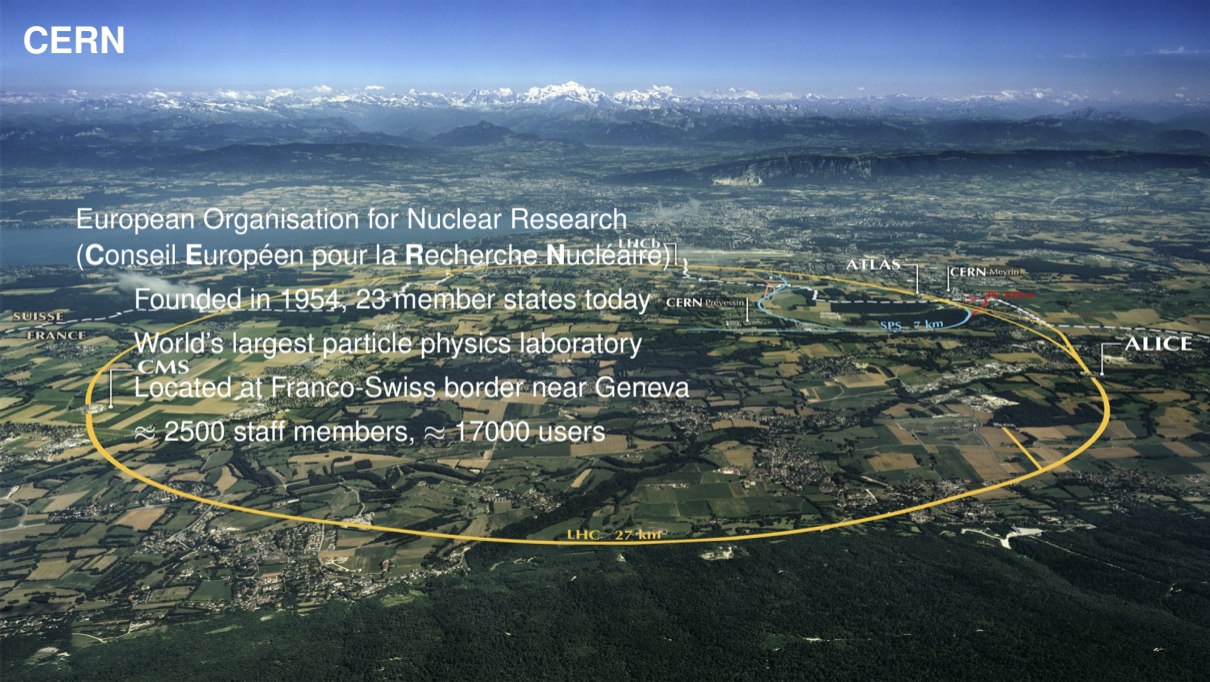 CERN
European Organisation for Nuclear Research
(Conseil Européen pour la Recherche Nucléaire)
LHCb
ATLAS
CERN Meyrin
Founded in 1954, 23 member states today
CERN Prévessin
SUISSE
FRANCE
SPS 7 km
World's largest particle physics laboratory
ALICE
CMS
Located at Franco-Swiss border near Geneva
≈ 2500 staff members, ≈ 17000 users
LHC 27 km